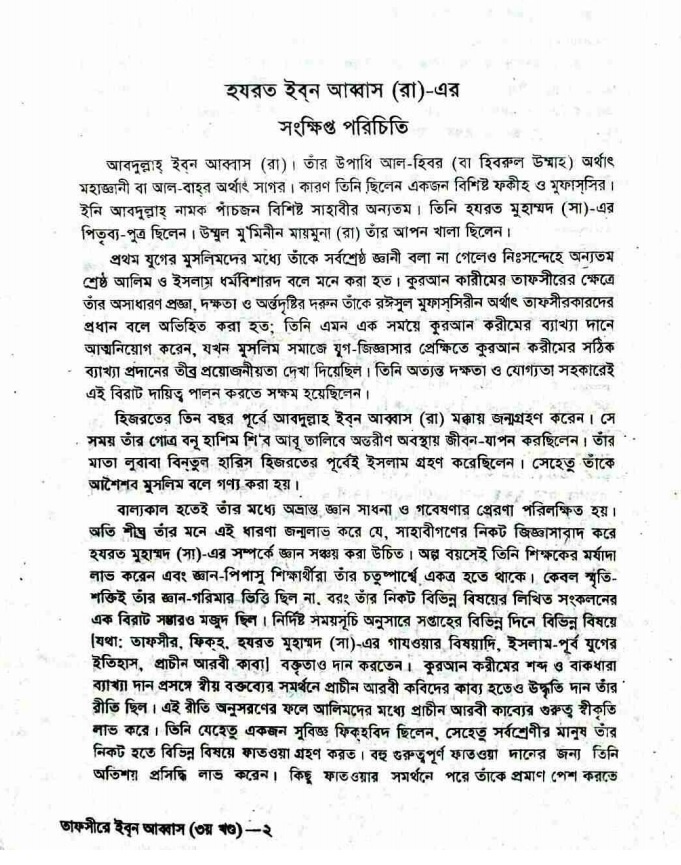 হযরত ইব্‌ন আব্বাস (রা)-এর
সংক্ষিপ্ত পরিচিতি
আবদুল্লাহ্ ইব্‌ন আব্বাস (রা)। তাঁর উপাধি আল-হিবর (বা হিবরুল উম্মাহ) অর্থাৎ
মহাজ্ঞানী বা আল-বাহ্‌র অর্থাৎ সাগর। কারণ তিনি ছিলেন একজন বিশিষ্ট ফকীহ ও মুফাস্‌সির।
ইনি আবদুল্লাহ্ নামক পাঁচজন বিশিষ্ট সাহাবীর অন্যতম। তিনি হযরত মুহাম্মদ (সা)-এর
পিতৃব্য-পুত্র ছিলেন। উম্মুল মু'মিনীন মায়মুনা (রা) তাঁর আপন খালা ছিলেন।
প্রথম যুগের মুসলিমদের মধ্যে তাঁকে সর্বশ্রেষ্ঠ জ্ঞানী বলা না গেলেও নিঃসন্দেহে অন্যতম
শ্রেষ্ঠ আলিম ও ইসলাম ধর্মবিশারদ বলে মনে করা হত। কুরআন কারীমের তাফসীরের ক্ষেত্রে
তাঁর অসাধারণ প্রজ্ঞা, দক্ষতা ও অর্ন্তদৃষ্টির দরুন তাঁকে রঈসুল মুফাসসিরীন অর্থাৎ তাফসীরকারদের
প্রধান বলে অভিহিত করা হত; তিনি এমন এক সময়ে কুরআন করীমের ব্যাখ্যা দানে
আত্মনিয়োগ করেন, যখন মুসলিম সমাজে যুগ-জিজ্ঞাসার প্রেক্ষিতে কুরআন করীমের সঠিক
ব্যাখ্যা প্রদানের তীব্র প্রয়োজনীয়তা দেখা দিয়েছিল। তিনি অত্যন্ত দক্ষতা ও যোগ্যতা সহকারেই
এই বিরাট দায়িত্ব পালন করতে সক্ষম হয়েছিলেন।
হিজরতের তিন বছর পূর্বে আবদুল্লাহ ইব্‌ন আব্বাস (রা) মক্কায় জন্মগ্রহণ করেন। সে
সময় তাঁর গোত্র বনূ হাশিম শি'ব আবূ তালিবে অন্তরীণ অবস্থায় জীবন-যাপন করছিলেন। তাঁর
মাতা লুবাবা বিনতুল হারিস হিজরতের পূর্বেই ইসলাম গ্রহণ করেছিলেন। সেহেতু তাঁকে
আশৈশব মুসলিম বলে গণ্য করা হয়।
বাল্যকাল হতেই তাঁর মধ্যে অভ্রান্ত জ্ঞান সাধনা ও গবেষণার প্রেরণা পরিলক্ষিত হয়।
অতি শীঘ্র তাঁর মনে এই ধারণা জন্মলাভ করে যে, সাহাবীগণের নিকট জিজ্ঞাসাবাদ করে
হযরত মুহাম্মদ (সা)-এর সম্পর্কে জ্ঞান সঞ্চয় করা উচিত। অল্প বয়সেই তিনি শিক্ষকের মর্যাদা
লাভ করেন এবং জ্ঞান-পিপাসু শিক্ষার্থীরা তাঁর চতুষ্পার্শ্বে একত্র হতে থাকে। কেবল স্মৃতি-
শক্তিই তাঁর জ্ঞান-গরিমার ভিত্তি ছিল না, বরং তাঁর নিকট বিভিন্ন বিষয়ের লিখিত সংকলনের
এক বিরাট সম্ভারও মজুদ ছিল। নির্দিষ্ট সময়সূচি অনুসারে সপ্তাহের বিভিন্ন দিনে বিভিন্ন বিষয়ে
[যথা: তাফসীর, ফিক্‌হ, হযরত মুহাম্মদ (সা)-এর গাযওয়ার বিষয়াদি, ইসলাম-পূর্ব যুগের
ইতিহাস, প্রাচীন আরবী কাব্য] বক্তৃতাও দান করতেন। কুরআন করীমের শব্দ ও বাকধারা
ব্যাখ্যা দান প্রসঙ্গে স্বীয় বক্তব্যের সমর্থনে প্রাচীন আরবী কবিদের কাব্য হতেও উদ্ধৃতি দান তাঁর
রীতি ছিল। এই রীতি অনুসরণের ফলে আলিমদের মধ্যে প্রাচীন আরবী কাব্যের গুরুত্ব স্বীকৃতি
লাভ করে। তিনি যেহেতু একজন সুবিজ্ঞ ফিক্‌হবিদ ছিলেন, সেহেতু সর্বশ্রেণীর মানুষ তাঁর
নিকট হতে বিভিন্ন বিষয়ে ফাতওয়া গ্রহণ করত। বহু গুরুত্বপূর্ণ ফাতওয়া দানের জন্য তিনি
অতিশয় প্রসিদ্ধি লাভ করেন। কিছু ফাতওয়ার সমর্থনে পরে তাঁকে প্রমাণ পেশ করতে
তাফসীরে ইব্‌ন আব্বাস (৩য় খণ্ড)—২